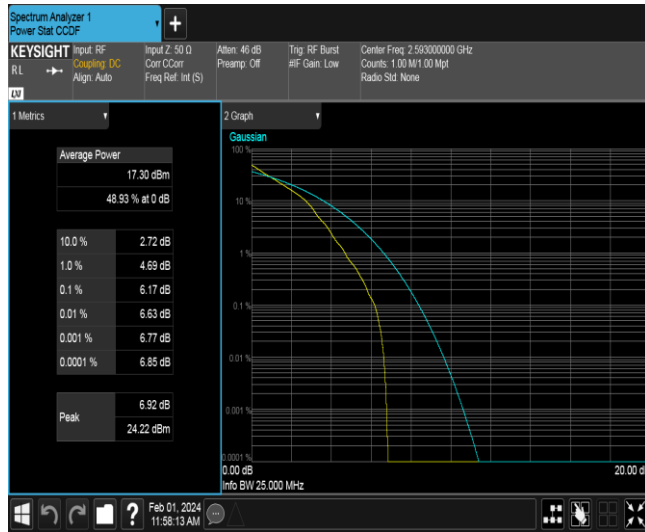 Spectrum Analyzer 1
Power Stat CCDF
+
KEYSIGHT
RL
LXI
Input: RF
Coupling: DC
Align: Auto
Input Z: 50 Ω
Corr CCorr
Freq Ref: Int (S)
Atten: 46 dB
Preamp: Off
Trig: RF Burst
#IF Gain: Low
Center Freq: 2.593000000 GHz
Counts: 1.00 M/1.00 Mpt
Radio Std: None
1 Metrics
Average Power
17.30 dBm
48.93 % at 0 dB
10.0 % 2.72 dB
1.0 % 4.69 dB
0.1 % 6.17 dB
0.01 % 6.63 dB
0.001 % 6.77 dB
0.0001 % 6.85 dB
Peak
6.92 dB
24.22 dBm
2 Graph
Gaussian
100 %
10 %
1 %
0.1 %
0.01 %
0.001 %
0.0001 %
0.00 dB
20.00 d
Info BW 25.000 MHz
?
Feb 01, 2024
11:58:13 AM